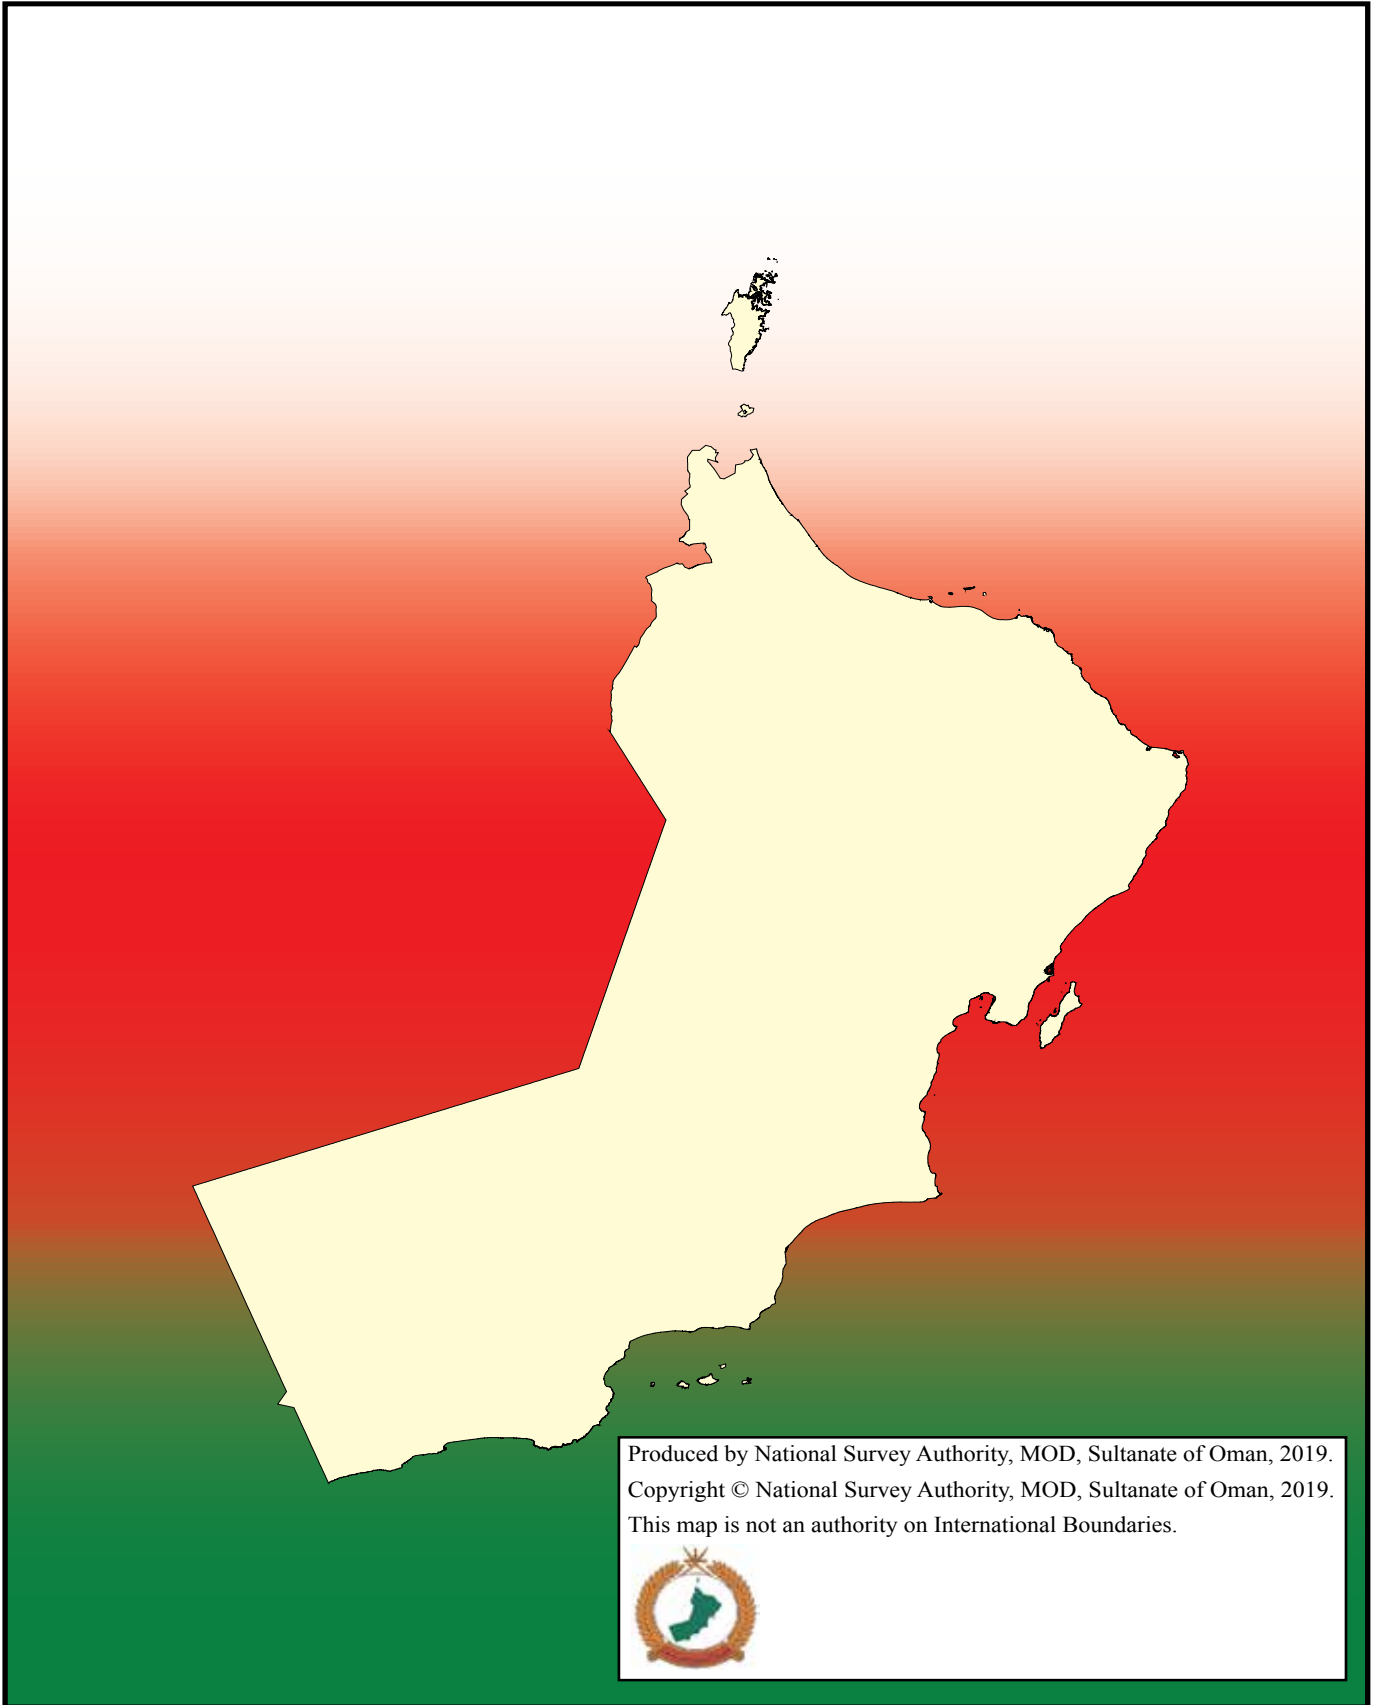 Produced by National Survey Authority, MOD, Sultanate of Oman, 2019.
Copyright © National Survey Authority, MOD, Sultanate of Oman, 2019.
This map is not an authority on International Boundaries.